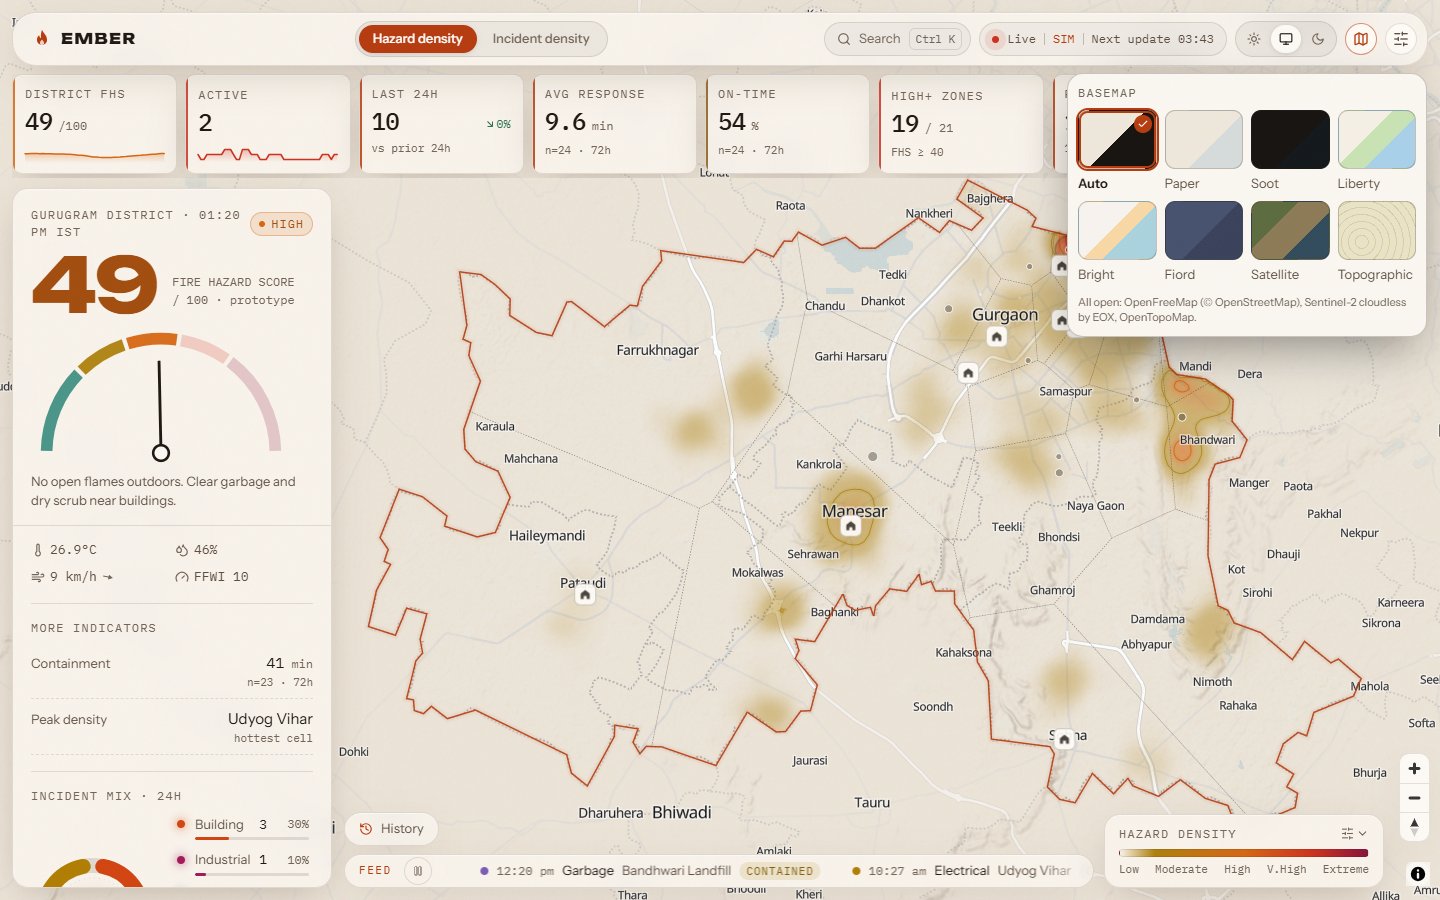 EMBER
Hazard density
Incident density
Search
Ctrl K
Live
SIM
Next update 03:43
DISTRICT FHS
49 /100
ACTIVE
2
LAST 24H
10
0%
vs prior 24h
AVG RESPONSE
9.6 min
n=24 · 72h
ON-TIME
54 %
n=24 · 72h
HIGH+ ZONES
19 / 21
FHS ≥ 40
BASEMAP
Auto
Paper
Soot
Liberty
Bright
Fiord
Satellite
Topographic
All open: OpenFreeMap (© OpenStreetMap), Sentinel-2 cloudless
by EOX, OpenTopoMap.
GURUGRAM DISTRICT · 01:20
PM IST
HIGH
49
FIRE HAZARD SCORE
/ 100 · prototype
No open flames outdoors. Clear garbage and
dry scrub near buildings.
26.9°C
46%
9 km/h
FFWI 10
MORE INDICATORS
Containment
41 min
n=23 · 72h
Peak density
Udyog Vihar
hottest cell
INCIDENT MIX · 24H
Building 3 30%
Industrial 1 10%
Raota
Nankheri
Bajghera
Tedki
Chandu
Dhankot
Gurgaon
Farrukhnagar
Garhi Harsaru
Mandi
Dera
Samaspur
Karaula
Bhandwari
Mahchana
Kankrola
Manger
Paota
Manesar
Naya Gaon
Pakhal
Teekli
Bhondsi
Nekpur
Haileymandi
Sehrawan
Dhauji
Mokalwas
Kot
Pataudi
Ghamroj
Sirohi
Karneera
Baghanki
Damdama
Sikrona
Abhyapur
Kahaksona
Nimoth
Mahola
Soondh
Rahaka
Softa
Dohki
Jaurasi
Bhurja
Dharuhera
Bhiwadi
Tauru
Amlaki
Thara
Kheri
Allika
History
FEED
12:20 pm Garbage Bandhwari Landfill CONTAINED
10:27 am Electrical Udyog Vihar
HAZARD DENSITY
Low Moderate High V.High Extreme